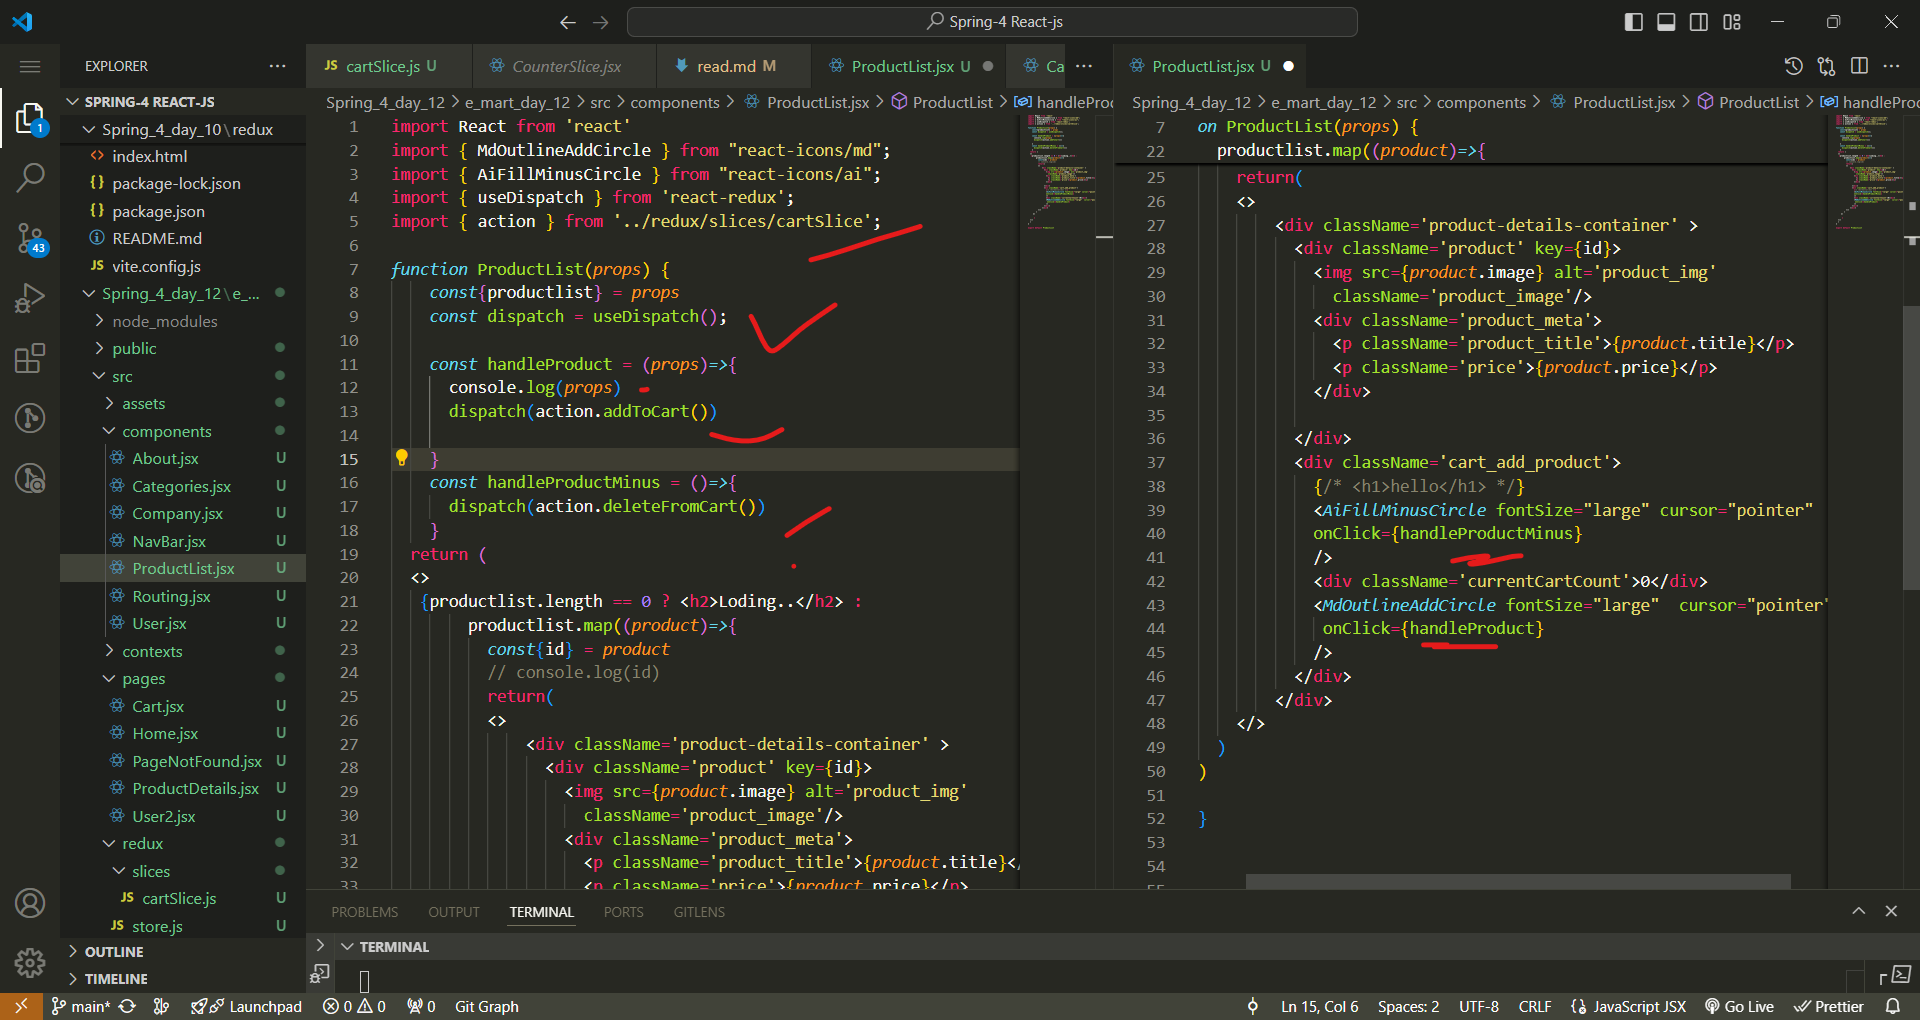 Spring-4 React-js
EXPLORER
SPRING-4 REACT-JS
Spring_4_day_10\redux
index.html
package-lock.json
package.json
README.md
vite.config.js
Spring_4_day_12\e_...
node_modules
public
src
assets
components
About.jsx U
Categories.jsx U
Company.jsx U
NavBar.jsx U
ProductList.jsx U
Routing.jsx U
User.jsx U
contexts
pages
Cart.jsx U
Home.jsx U
PageNotFound.jsx U
ProductDetails.jsx U
User2.jsx U
redux
slices
JS cartSlice.js U
JS store.js U
OUTLINE
TIMELINE
1
43
JS cartSlice.js U
CounterSlice.jsx
read.md M
ProductList.jsx U
Ca
Spring_4_day_12 > e_mart_day_12 > src > components > ProductList.jsx > ProductList > handleProc
1 import React from 'react'
2 import { MdOutlineAddCircle } from "react-icons/md";
3 import { AiFillMinusCircle } from "react-icons/ai";
4 import { useDispatch } from 'react-redux';
5 import { action } from '../redux/slices/cartSlice';
6
7 function ProductList(props) {
8 const{productlist} = props
9 const dispatch = useDispatch();
10
11 const handleProduct = (props)=>{
12 console.log(props)
13 dispatch(action.addToCart())
14
15 }
16 const handleProductMinus = ()=>{
17 dispatch(action.deleteFromCart())
18 }
19 return (
20 <>
21 {productlist.length == 0 ? <h2>Loding..</h2> :
22 productlist.map((product)=>{
23 const{id} = product
24 // console.log(id)
25 return(
26 <>
27 <div className='product-details-container' >
28 <div className='product' key={id}>
29 <img src={product.image} alt='product_img'
30 className='product_image'/>
31 <div className='product_meta'>
32 <p className='product_title'>{product.title}</
33 <p className='price'>{product.price}</p>
ProductList.jsx U
Spring_4_day_12 > e_mart_day_12 > src > components > ProductList.jsx > ProductList > handleProc
7 on ProductList(props) {
22 productlist.map((product)=>{
25 return(
26 <>
27 <div className='product-details-container' >
28 <div className='product' key={id}>
29 <img src={product.image} alt='product_img'
30 className='product_image'/>
31 <div className='product_meta'>
32 <p className='product_title'>{product.title}</p>
33 <p className='price'>{product.price}</p>
34 </div>
35
36 </div>
37 <div className='cart_add_product'>
38 {/* <h1>hello</h1> */}
39 <AiFillMinusCircle fontSize="large" cursor="pointer"
40 onClick={handleProductMinus}
41 />
42 <div className='currentCartCount'>0</div>
43 <MdOutlineAddCircle fontSize="large"  cursor="pointer"
44 onClick={handleProduct}
45 />
46 </div>
47 </div>
48 </>
49 )
50 )
51
52 }
53
54
55
PROBLEMS OUTPUT TERMINAL PORTS GITLENS
TERMINAL
main* Launchpad 0 0 0 Git Graph Ln 15, Col 6 Spaces: 2 UTF-8 CRLF JavaScript JSX Go Live Prettier